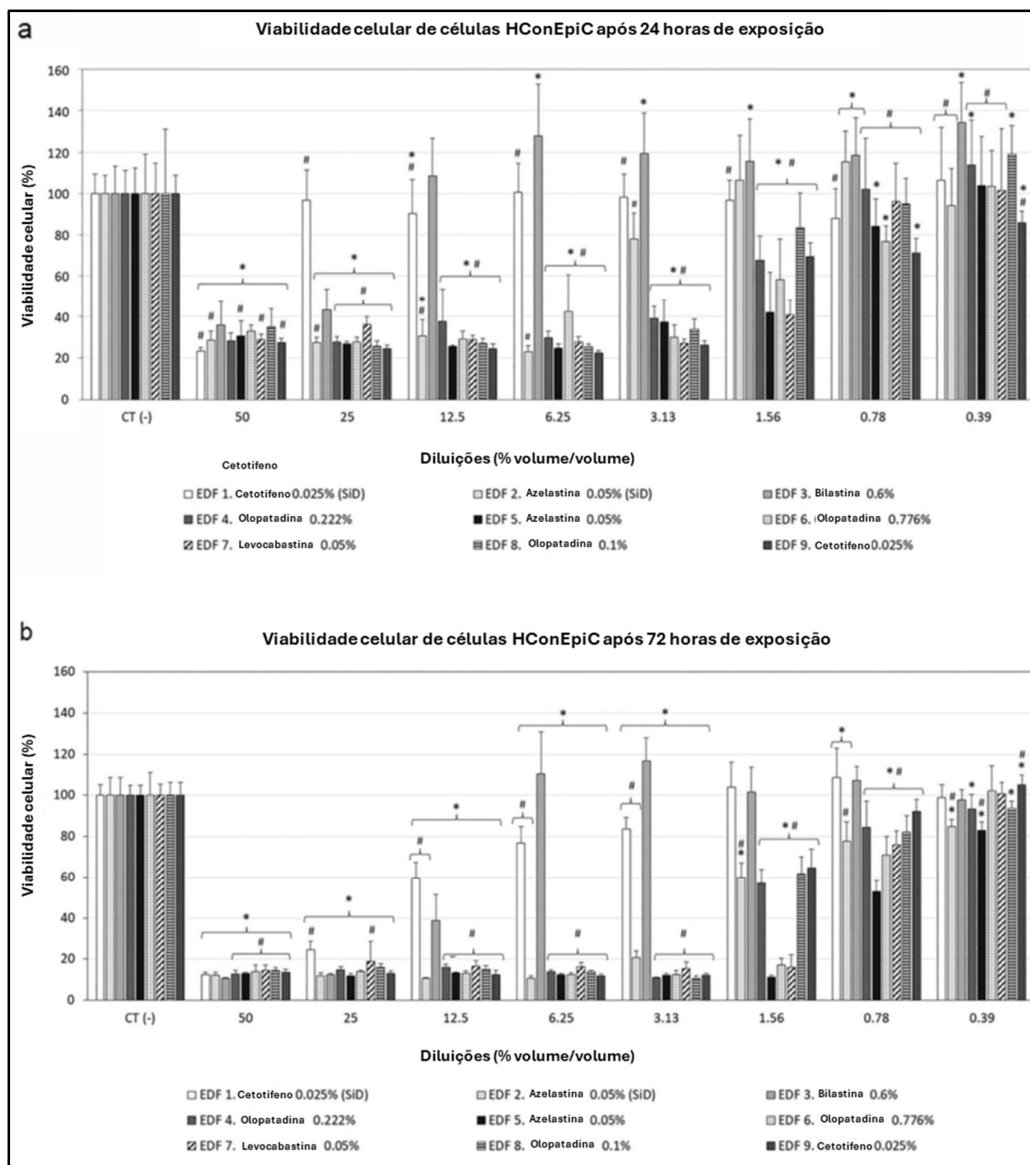 a
Viabilidade celular de células HConEpiC após 24 horas de exposição
Viabilidade celular (%)
160
140
120
100
80
60
40
20
0
CT (-) 50 25 12.5 6.25 3.13 1.56 0.78 0.39
Diluições (% volume/volume)
Cetotifeno
EDF 1. Cetotifeno 0.025% (SiD) EDF 2. Azelastina 0.05% (SiD) EDF 3. Bilastina 0.6%
EDF 4. Olopatadina 0.222% EDF 5. Azelastina 0.05% EDF 6. Olopatadina 0.776%
EDF 7. Levocabastina 0.05% EDF 8. Olopatadina 0.1% EDF 9. Cetotifeno 0.025%
b
Viabilidade celular de células HConEpiC após 72 horas de exposição
Viabilidade celular (%)
160
140
120
100
80
60
40
20
0
CT (-) 50 25 12.5 6.25 3.13 1.56 0.78 0.39
Diluições (% volume/volume)
EDF 1. Cetotifeno 0.025% (SiD) EDF 2. Azelastina 0.05% (SiD) EDF 3. Bilastina 0.6%
EDF 4. Olopatadina 0.222% EDF 5. Azelastina 0.05% EDF 6. Olopatadina 0.776%
EDF 7. Levocabastina 0.05% EDF 8. Olopatadina 0.1% EDF 9. Cetotifeno 0.025%